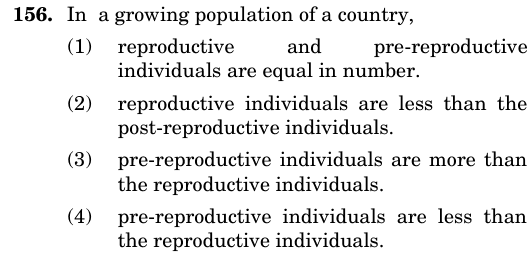 156. In a growing population of a country,
(1) reproductive and pre-reproductive
individuals are equal in number.
(2) reproductive individuals are less than the
post-reproductive individuals.
(3) pre-reproductive individuals are more than
the reproductive individuals.
(4) pre-reproductive individuals are less than
the reproductive individuals.